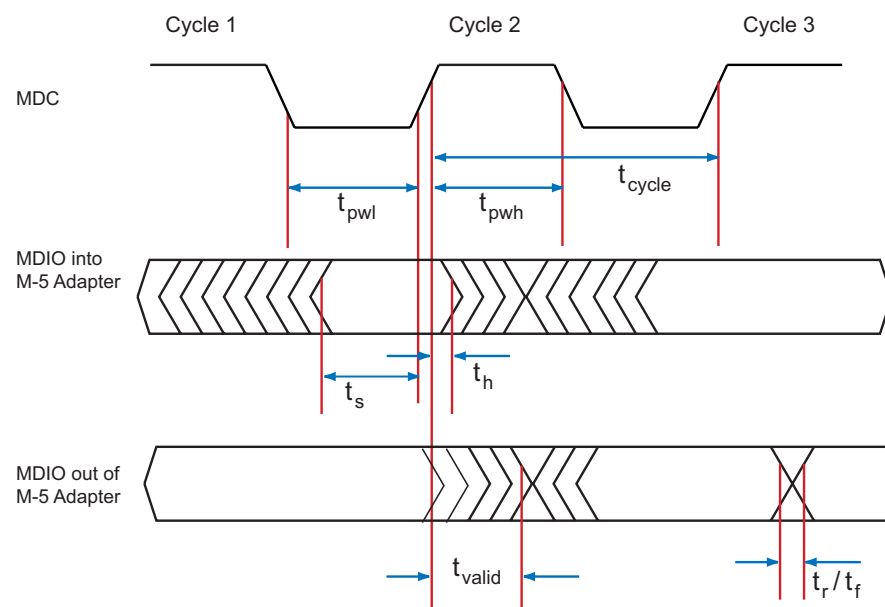 Cycle 1
Cycle 2
Cycle 3
MDC
t_cycle
t_pwl
t_pwh
MDIO into
M-5 Adapter
t_h
t_s
MDIO out of
M-5 Adapter
t_valid
t_r / t_f